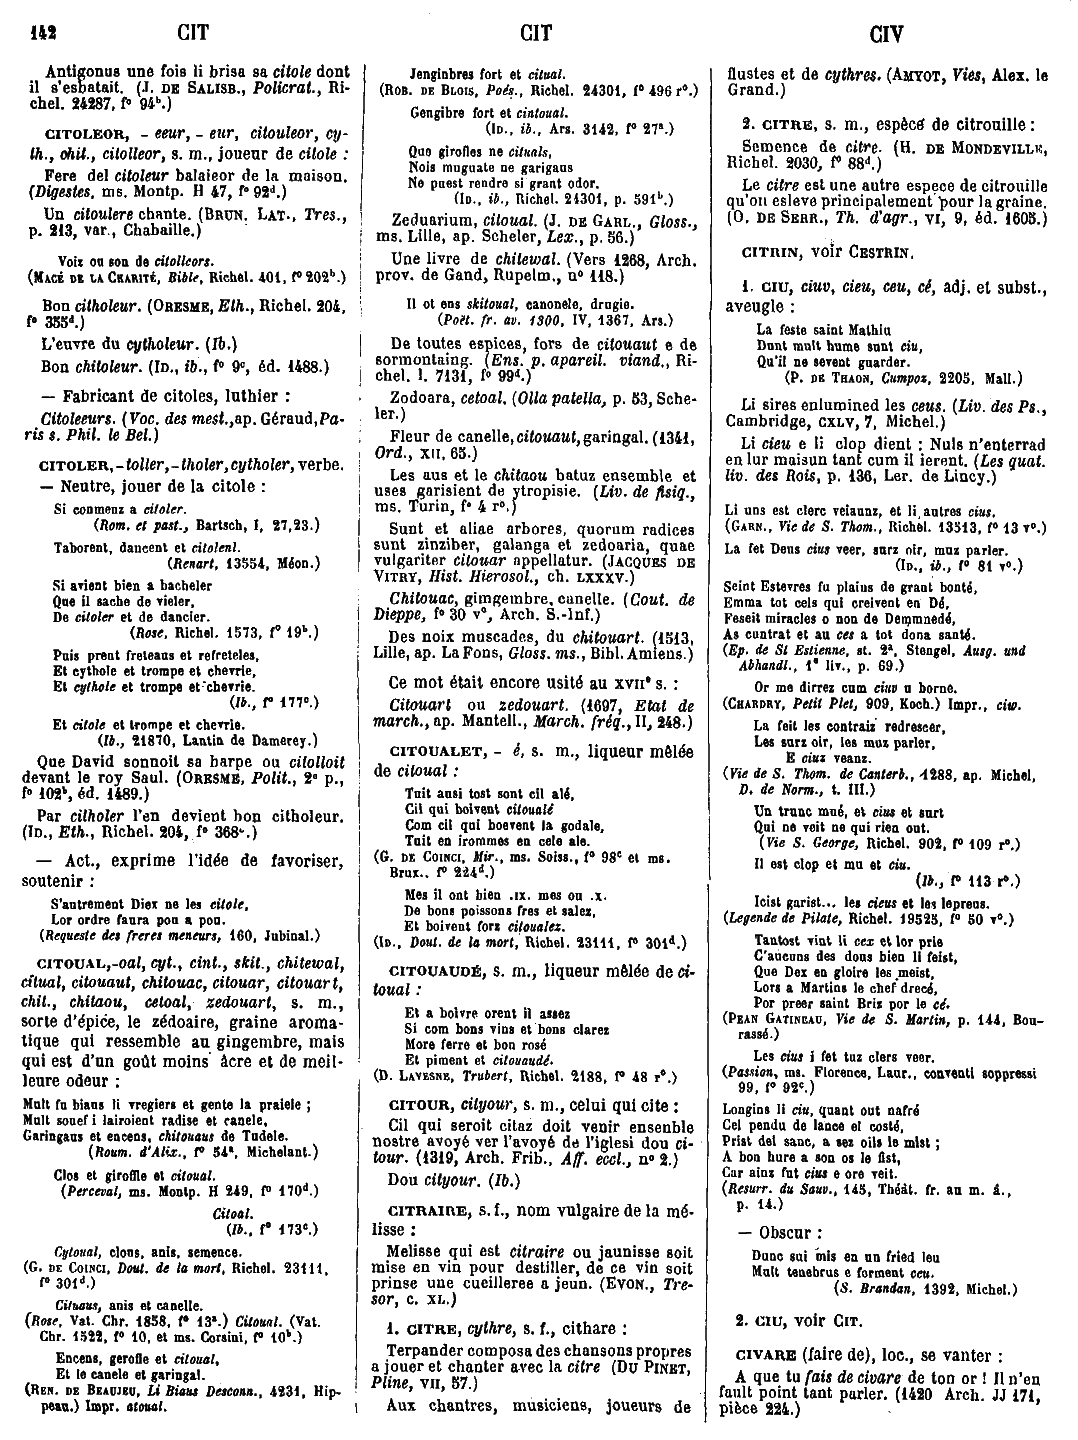 142 CIT CIT CIV
Antigonus une fois li brisa sa citole dont
il s'esbatait. (J. DE SALISB., Policrat., Ri-
chel. 24287, f° 94ᵇ.)
CITOLEOR, - eeur, - eur, citouleor, cy-
th., chit., citolleor, s. m., joueur de citole :
Fere del citoleur balaieor de la maison.
(Digestes, ms. Montp. H 47, f° 92ᵈ.)
Un citoulere chante. (BRUN. LAT., Tres.,
p. 213, var., Chabaille.)
Voix ou son de citolleors.
(MACÉ DE LA CHARITÉ, Bible, Richel. 401, f° 202ᵇ.)
Bon citholeur. (ORESME, Eth., Richel. 204,
f° 355ᵈ.)
L'euvre du cytholeur. (Ib.)
Bon chitoleur. (ID., ib., f° 9ᶜ, éd. 1488.)
— Fabricant de citoles, luthier :
Citoleeurs. (Voc. des mest., ap. Géraud, Pa-
ris s. Phil. le Bel.)
CITOLER, -toller, -tholer, cytholer, verbe.
— Neutre, jouer de la citole :
Si conmenz a citoler.
(Rom. et past., Bartsch, I, 27,23.)
Taborent, dancent et citolent.
(Renart, 13554, Méon.)
Si avient bien a bacheler
Que il sache de vieler,
De citoler et de dancier.
(Rose, Richel. 1573, f° 19ᵇ.)
Puis prent freteaus et refreteles,
Et cythole et trompe et chevrie,
Et cythole et trompe et chevrie.
(Ib., f° 177ᶜ.)
Et citole et trompe et chevrie.
(Ib., 21870, Lantin de Damerey.)
Que David sonnoit sa harpe ou citolloit
devant le roy Saul. (ORESME, Polit., 2ᵉ p.,
f° 102ᵇ, éd. 1489.)
Par citholer l'en devient bon citholeur.
(ID., Eth., Richel. 204, f° 368ᶜ.)
— Act., exprime l'idée de favoriser,
soutenir :
S'autrement Diex ne les citole,
Lor ordre faura pou a pou.
(Requeste des freres meneurs, 160, Jubinal.)
CITOUAL, -oal, cyt., cint., skit., chitewal,
citual, citouaut, chitouac, citouar, citouart,
chit., chitaou, cetoal, zedouart, s. m.,
sorte d'épice, le zédoaire, graine aroma-
tique qui ressemble au gingembre, mais
qui est d'un goût moins âcre et de meil-
leure odeur :
Mult fu biaus li vregiers et gente la praiele ;
Mult souef i lairoient radise et canele,
Garingaus et encens, chitouaus de Tudele.
(Roum. d'Alix., f° 54ᵃ, Michelant.)
Clos et giroffle et citoual.
(Perceval, ms. Montp. H 249, f° 170ᵈ.)
Citoal.
(Ib., f° 173ᶜ.)
Cytoual, clous, anis, semence.
(G. DE COINCI, Dout. de la mort, Richel. 23111,
f° 301ᵈ.)
Cituaus, anis et canelle.
(Rose, Vat. Chr. 1858, f° 13ᵃ.) Citoual. (Vat.
Chr. 1522, f° 10, et ms. Corsini, f° 10ᵇ.)
Encens, gerofle et citoual,
Et le canele et garingal.
(REN. DE BEAUJEU, Li Biaus Desconn., 4231, Hip-
peau.) Impr. atoual.
Jenginbres fort et citual.
(ROB. DE BLOIS, Poés., Richel. 24301, f° 496 r°.)
Gengibre fort et cintoual.
(ID., ib., Ars. 3142, f° 27ᵃ.)
Que girofles ne cituals,
Nois muguate ne garigaus
Ne puest rendre si grant odor.
(ID., ib., Richel. 24301, p. 591ᵇ.)
Zeduarium, citoual. (J. DE GARL., Gloss.,
ms. Lille, ap. Scheler, Lex., p. 56.)
Une livre de chitewal. (Vers 1268, Arch.
prov. de Gand, Rupelm., n° 118.)
Il ot ens skitoual, canonele, dragie.
(Poët. fr. av. 1300, IV, 1367, Ars.)
De toutes espices, fors de citouaut e de
sormontaing. (Ens. p. apareil. viand., Ri-
chel. l. 7131, f° 99ᵈ.)
Zodoara, cetoal. (Olla patella, p. 53, Sche-
ler.)
Fleur de canelle, citouaut, garingal. (1341,
Ord., XII, 65.)
Les aus et le chitaou batuz ensemble et
uses garisient de ytropisie. (Liv. de fisiq.,
ms. Turin, f° 4 r°.)
Sunt et aliae arbores, quorum radices
sunt zinziber, galanga et zedoaria, quae
vulgariter citouar appellatur. (JACQUES DE
VITRY, Hist. Hierosol., ch. LXXXV.)
Chitouac, gimgembre, canelle. (Cout. de
Dieppe, f° 30 v°, Arch. S.-Inf.)
Des noix muscades, du chitouart. (1513,
Lille, ap. La Fons, Gloss. ms., Bibl. Amiens.)
Ce mot était encore usité au XVIIᵉ s. :
Citouart ou zedouart. (1697, Etat de
march., ap. Mantell., March. fréq., II, 248.)
CITOUALET, - é, s. m., liqueur mêlée
de citoual :
Tuit ausi tost sont cil alé,
Cil qui boivent citoualé
Com cil qui boevent la godale,
Tuit en irommes en cele ale.
(G. DE COINCI, Mir., ms. Soiss., f° 98ᶜ et ms.
Brux., f° 224ᵈ.)
Mes il ont bien .IX. mes ou .X.
De bons poissons fres et salez,
Et boivent forz citoualez.
(ID., Dout. de la mort, Richel. 23111, f° 301ᵈ.)
CITOUAUDÉ, s. m., liqueur mêlée de ci-
toual :
Et a boivre orent il assez
Si com bons vins et bons clarez
More ferre et bon rosé
Et piment et citouaudé.
(D. LAVESNE, Trubert, Richel. 2188, f° 48 r°.)
CITOUR, cityour, s. m., celui qui cite :
Cil qui seroit citaz doit venir ensenble
nostre avoyé ver l'avoyé de l'iglesi dou ci-
tour. (1319, Arch. Frib., Aff. eccl., n° 2.)
Dou cityour. (Ib.)
CITRAIRE, s. f., nom vulgaire de la mé-
lisse :
Melisse qui est citraire ou jaunisse soit
mise en vin pour destiller, de ce vin soit
prinse une cueilleree a jeun. (EVON., Tre-
sor, c. XL.)
1. CITRE, cythre, s. f., cithare :
Terpander composa des chansons propres
a jouer et chanter avec la citre (DU PINET,
Pline, VII, 57.)
Aux chantres, musiciens, joueurs de
flustes et de cythres. (AMYOT, Vies, Alex. le
Grand.)
2. CITRE, s. m., espèce de citrouille :
Semence de citre. (H. DE MONDEVILLE,
Richel. 2030, f° 88ᵈ.)
Le citre est une autre espece de citrouille
qu'on esleve principalement pour la graine.
(O. DE SERR., Th. d'agr., VI, 9, éd. 1605.)
CITRIN, voir CESTRIN.
1. CIU, ciuv, cieu, ceu, cé, adj. et subst.,
aveugle :
La feste saint Mathiu
Dunt mult hume sunt ciu,
Qu'il ne sevent guarder.
(P. DE THAON, Cumpoz, 2205, Mall.)
Li sires enlumined les ceus. (Liv. des Ps.,
Cambridge, CXLV, 7, Michel.)
Li cieu e li clop dient : Nuls n'enterrad
en lur maisun tant cum il ierent. (Les quat.
liv. des Rois, p. 136, Ler. de Lincy.)
Li uns est clerc veianz, et li autres cius.
(GARN., Vie de S. Thom., Richel. 13513, f° 13 v°.)
La fet Deus cius veer, surz oir, muz parler.
(ID., ib., f° 81 v°.)
Seint Estevres fu plains de grant bonté,
Emma tot cels qui creivent en Dé,
Feseit miracles o non de Demnedé,
As cuntrat et au ces a tot dona santé.
(Ep. de St Estienne, st. 2ᵃ, Stengel, Ausg. und
Abhandl., 1ᵉ liv., p. 69.)
Or me dirrez cum ciuv u borne.
(CHARDRY, Petit Plet, 909, Koch.) Impr., ciw.
La feit les contraiz redrescer,
Les surz oir, les muz parler,
E ciuz veanz.
(Vie de S. Thom. de Canterb., 1288, ap. Michel,
D. de Norm., t. III.)
Un trunc mué, et cius et surt
Qui ne veit ne qui rien out.
(Vie S. George, Richel. 902, f° 109 r°.)
Il est clop et mu et ciu.
(Ib., f° 113 r°.)
Icist garist... les cieus et les leprous.
(Legende de Pilate, Richel. 19525, f° 50 v°.)
Tantost vint li cex et lor prie
C'aucuns des dous bien li feist,
Que Dex en gloire les meist,
Lors a Martins le chef drecé,
Por preer saint Briz por le cé.
(PEAN GATINEAU, Vie de S. Martin, p. 144, Bou-
rassé.)
Les cius i fet tuz clers veer.
(Passion, ms. Florence, Laur., conventi soppressi
99, f° 92ᶜ.)
Longins li ciu, quant out nafré
Cel pendu de lance el costé,
Prist del sanc, a sez oils le mist ;
A bon hure a son os le fist,
Car ainz fut cius e ore veit.
(Resurr. du Sauv., 145, Théât. fr. au m. â.,
p. 14.)
— Obscur :
Dunc sui mis en un fried leu
Mult tenebrus e forment ceu.
(S. Brandan, 1392, Michel.)
2. CIU, voir CIT.
CIVARE (faire de), loc., se vanter :
A que tu fais de civare de ton or ! Il n'en
fault point tant parler. (1420 Arch. JJ 171,
pièce 224.)